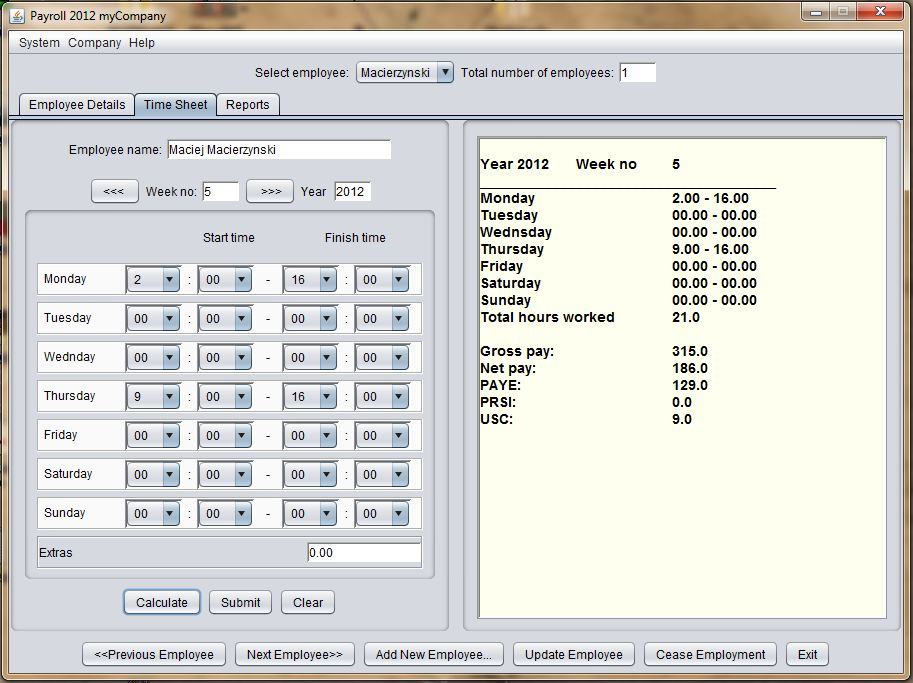 Payroll 2012 myCompany
System Company Help
Select employee: Macierzynski Total number of employees: 1
Employee Details Time Sheet Reports
Employee name: Maciej Macierzynski
<<< Week no: 5 >>> Year 2012
Start time Finish time
Monday 2 : 00 - 16 : 00
Tuesday 00 : 00 - 00 : 00
Wednday 00 : 00 - 00 : 00
Thursday 9 : 00 - 16 : 00
Friday 00 : 00 - 00 : 00
Saturday 00 : 00 - 00 : 00
Sunday 00 : 00 - 00 : 00
Extras 0.00
Calculate Submit Clear
Year 2012 Week no 5
Monday 2.00 - 16.00
Tuesday 00.00 - 00.00
Wednsday 00.00 - 00.00
Thursday 9.00 - 16.00
Friday 00.00 - 00.00
Saturday 00.00 - 00.00
Sunday 00.00 - 00.00
Total hours worked 21.0
Gross pay: 315.0
Net pay: 186.0
PAYE: 129.0
PRSI: 0.0
USC: 9.0
<<Previous Employee Next Employee>> Add New Employee... Update Employee Cease Employment Exit